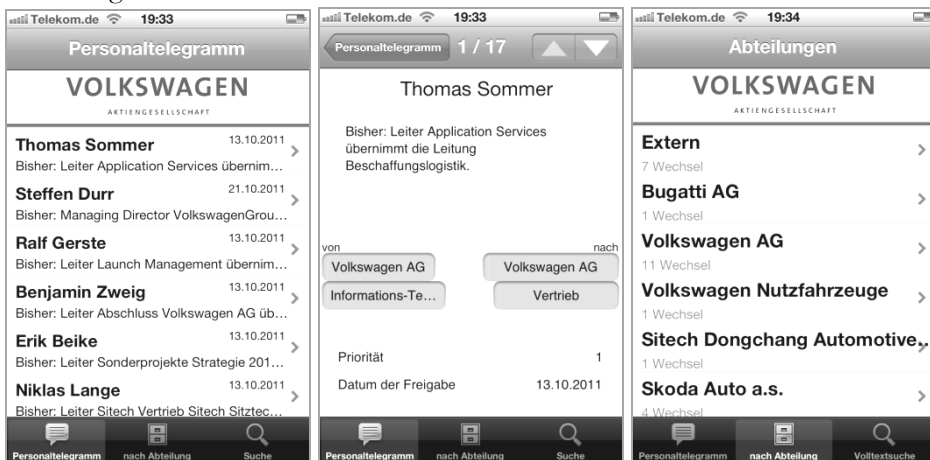 Telekom.de 19:33
Personaltelegramm
VOLKSWAGEN
AKTIENGESELLSCHAFT
Thomas Sommer 13.10.2011
Bisher: Leiter Application Services übernim...
Steffen Durr 21.10.2011
Bisher: Managing Director VolkswagenGrou...
Ralf Gerste 13.10.2011
Bisher: Leiter Launch Management übernim...
Benjamin Zweig 13.10.2011
Bisher: Leiter Abschluss Volkswagen AG üb...
Erik Beike 13.10.2011
Bisher: Leiter Sonderprojekte Strategie 201...
Niklas Lange 13.10.2011
Bisher: Leiter Sitech Vertrieb Sitech Sitztec...
Personaltelegramm nach Abteilung Suche
Telekom.de 19:33
Personaltelegramm 1 / 17
Thomas Sommer
Bisher: Leiter Application Services
übernimmt die Leitung
Beschaffungslogistik.
von nach
Volkswagen AG Volkswagen AG
Informations-Te... Vertrieb
Priorität 1
Datum der Freigabe 13.10.2011
Personaltelegramm nach Abteilung Suche
Telekom.de 19:34
Abteilungen
VOLKSWAGEN
AKTIENGESELLSCHAFT
Extern
7 Wechsel
Bugatti AG
1 Wechsel
Volkswagen AG
11 Wechsel
Volkswagen Nutzfahrzeuge
1 Wechsel
Sitech Dongchang Automotive...
1 Wechsel
Skoda Auto a.s.
4 Wechsel
Personaltelegramm nach Abteilung Volltextsuche